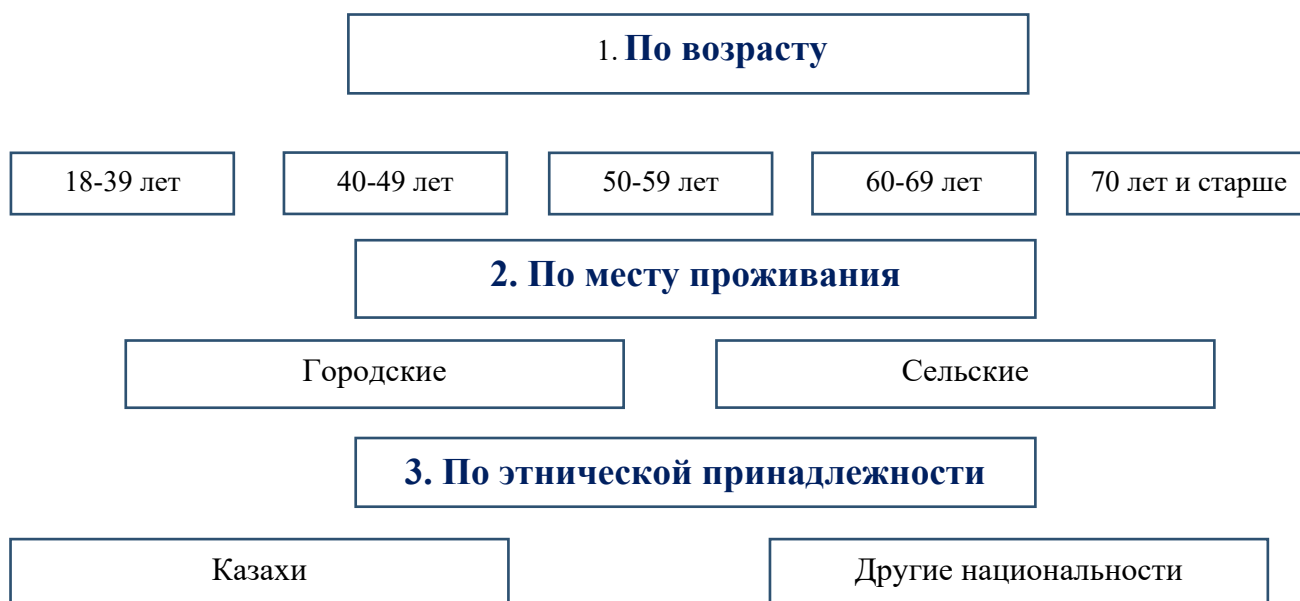 1. По возрасту
18-39 лет
40-49 лет
50-59 лет
60-69 лет
70 лет и старше
2. По месту проживания
Городские
Сельские
3. По этнической принадлежности
Казахи
Другие национальности